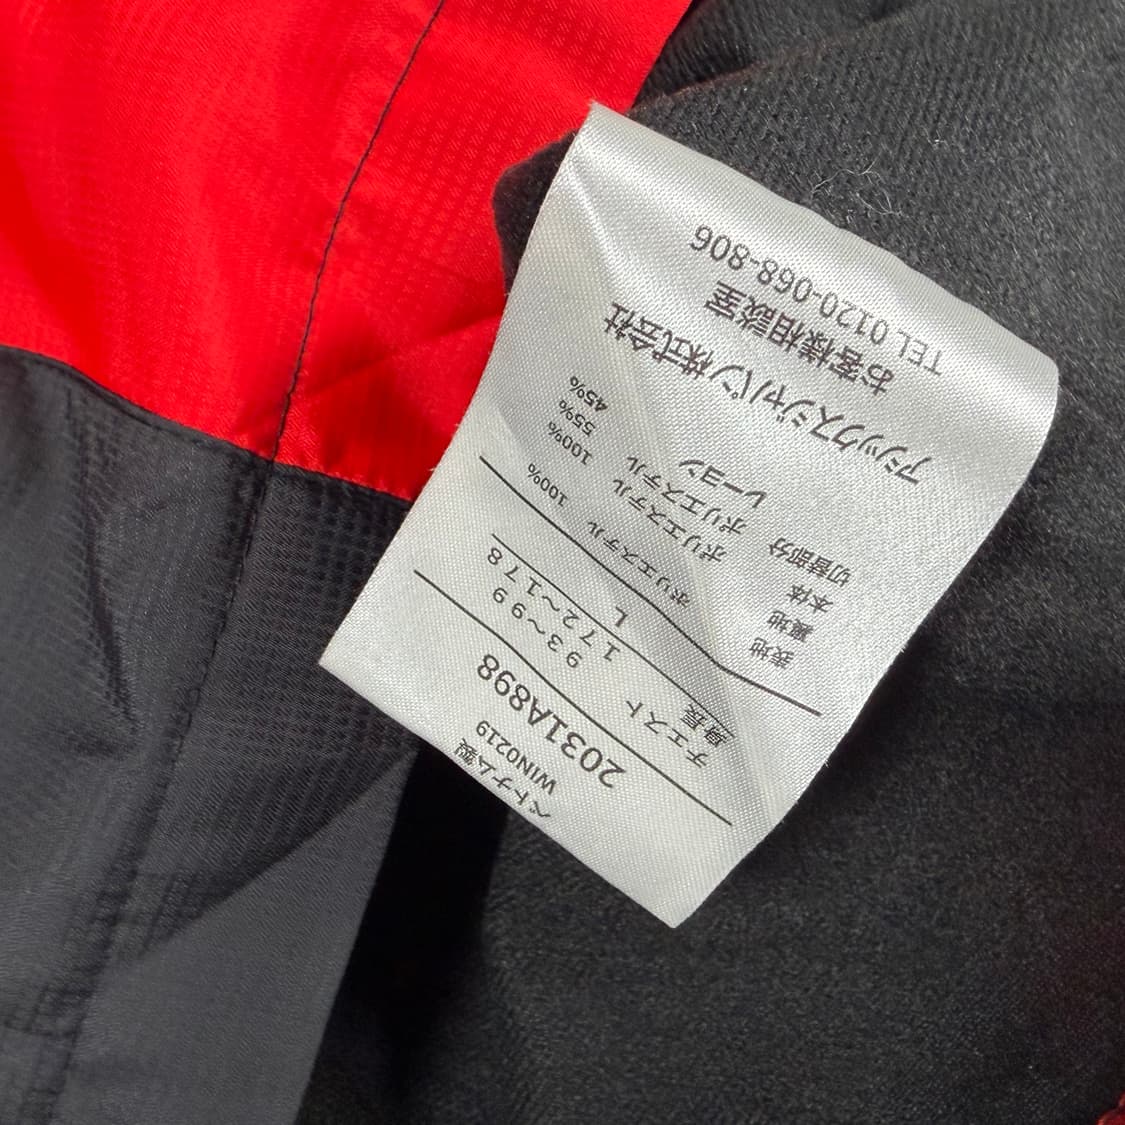 ベトナム製
WIN0219
2031A898
チエスト 93~99
身長 172~178
L
表地 ポリエステル 100%
裏地 本体 ポリエステル 100%
切替部分 ポリエステル 55%
レーヨン 45%
アシックスジャパン株式会社
お客様相談室
TEL 0120-068-806